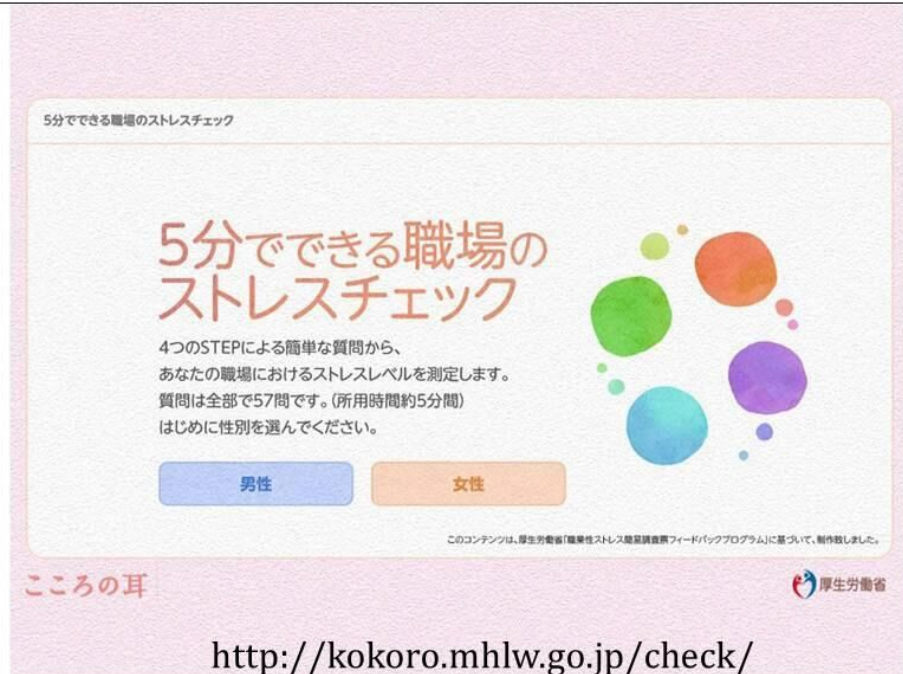 5分でできる職場のストレスチェック
5分でできる職場の
ストレスチェック
4つのSTEPによる簡単な質問から、
あなたの職場におけるストレスレベルを測定します。
質問は全部で57問です。(所用時間約5分間)
はじめに性別を選んでください。
男性
女性
このコンテンツは、厚生労働省「職業性ストレス簡易調査票フィードバックプログラム」に基づいて、制作致しました。
こころの耳
厚生労働省
http://kokoro.mhlw.go.jp/check/